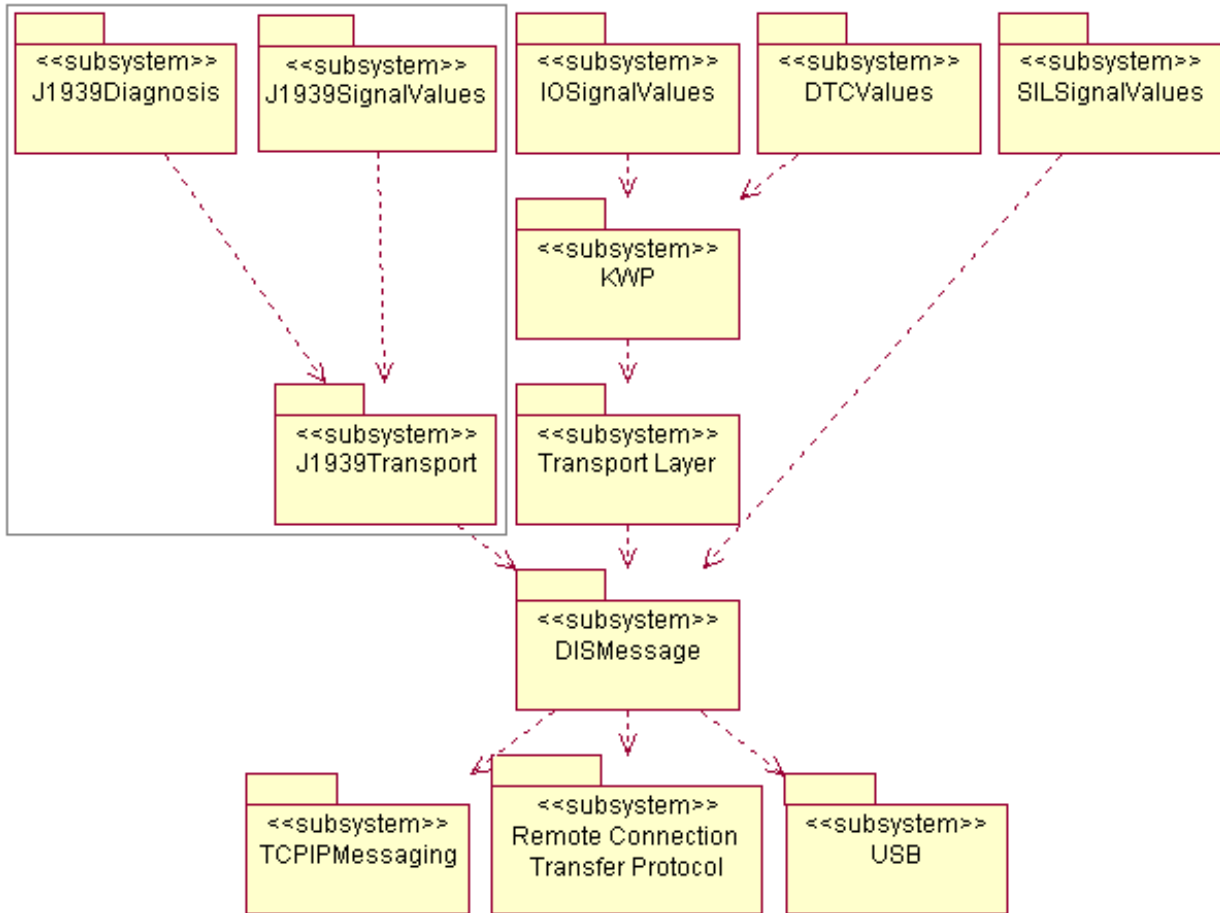 <<subsystem>>
J1939Diagnosis
<<subsystem>>
J1939SignalValues
<<subsystem>>
IOSignalValues
<<subsystem>>
DTCValues
<<subsystem>>
SILSignalValues
<<subsystem>>
KWP
<<subsystem>>
J1939Transport
<<subsystem>>
Transport Layer
<<subsystem>>
DISMessage
<<subsystem>>
TCPIPMessaging
<<subsystem>>
Remote Connection
Transfer Protocol
<<subsystem>>
USB